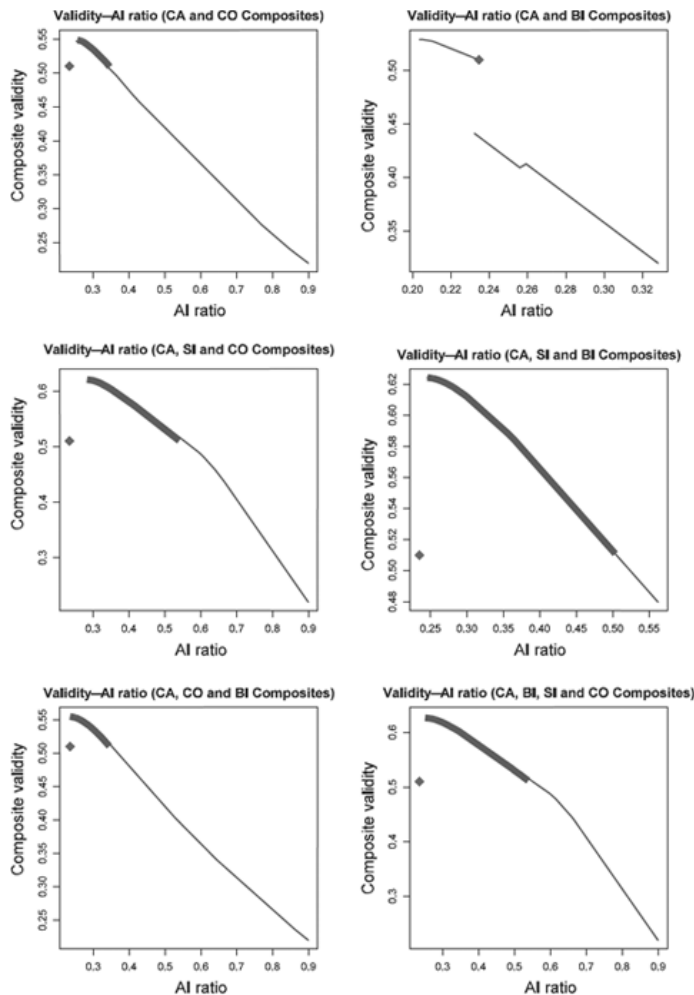 Validity—AI ratio (CA and CO Composites)
Composite validity
0.55
0.50
0.45
0.40
0.35
0.30
0.25
0.3 0.4 0.5 0.6 0.7 0.8 0.9
AI ratio
Validity—AI ratio (CA and BI Composites)
Composite validity
0.50
0.45
0.40
0.35
0.20 0.22 0.24 0.26 0.28 0.30 0.32
AI ratio
Validity—AI ratio (CA, SI and CO Composites)
Composite validity
0.6
0.5
0.4
0.3
0.3 0.4 0.5 0.6 0.7 0.8 0.9
AI ratio
Validity—AI ratio (CA, SI and BI Composites)
Composite validity
0.62
0.60
0.58
0.56
0.54
0.52
0.50
0.48
0.25 0.30 0.35 0.40 0.45 0.50 0.55
AI ratio
Validity—AI ratio (CA, CO and BI Composites)
Composite validity
0.55
0.50
0.45
0.40
0.35
0.30
0.25
0.3 0.4 0.5 0.6 0.7 0.8 0.9
AI ratio
Validity—AI ratio (CA, BI, SI and CO Composites)
Composite validity
0.6
0.5
0.4
0.3
0.3 0.4 0.5 0.6 0.7 0.8 0.9
AI ratio